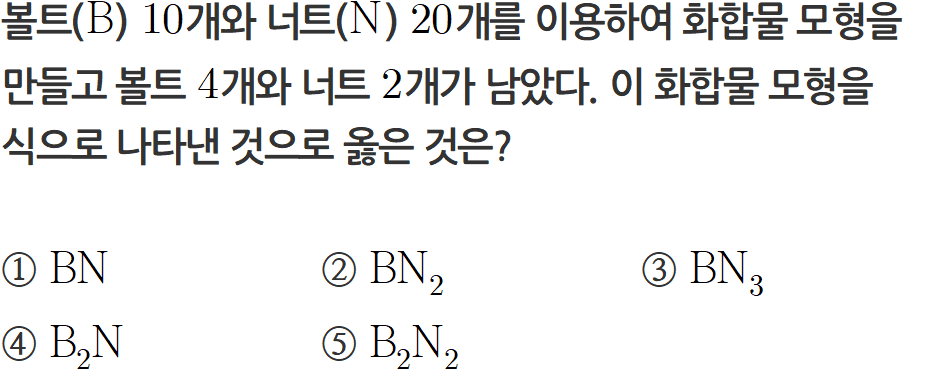 볼트(B) 10개와 너트(N) 20개를 이용하여 화합물 모형을
만들고 볼트 4개와 너트 2개가 남았다. 이 화합물 모형을
식으로 나타낸 것으로 옳은 것은?
① BN ② BN₂ ③ BN₃
④ B₂N ⑤ B₂N₂